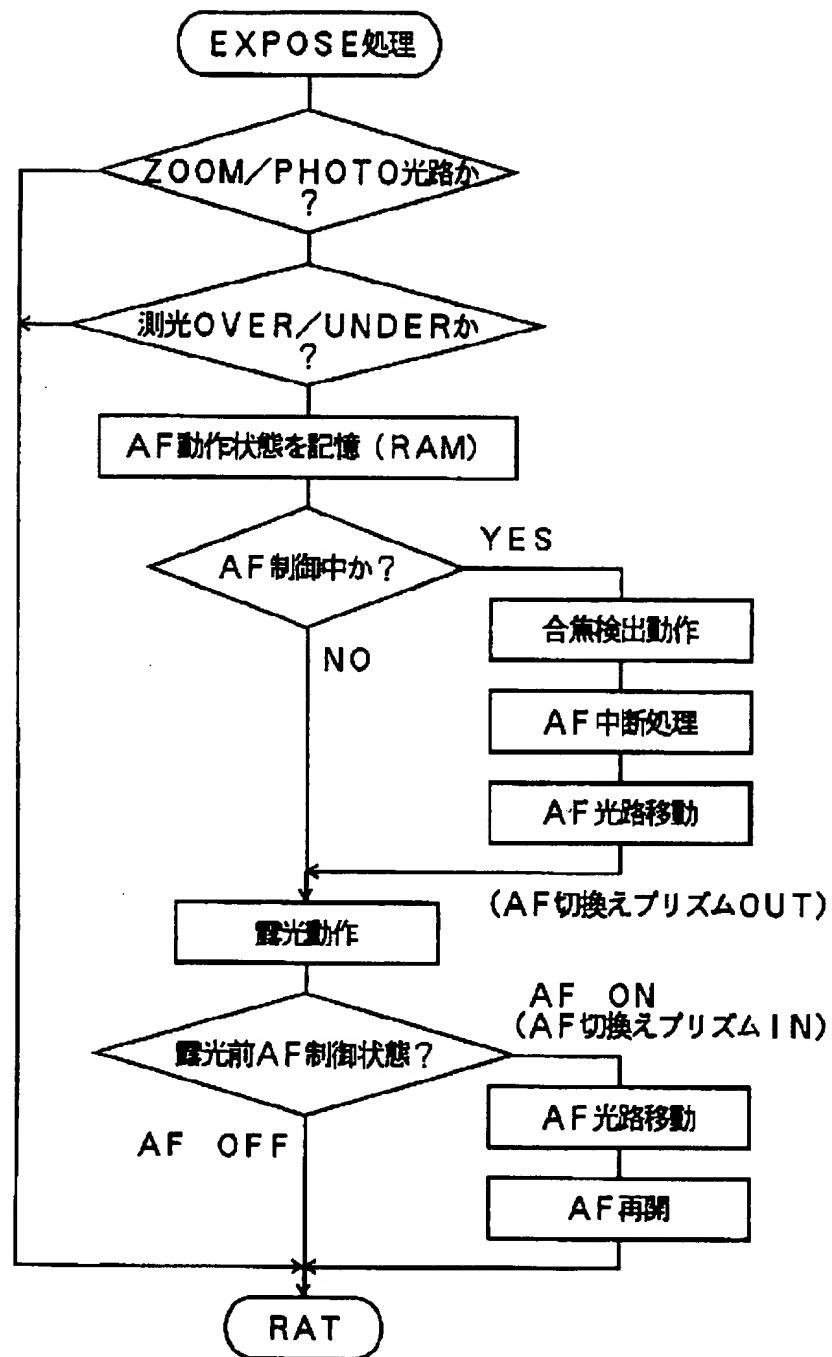 EXPOSE処理
ZOOM/PHOTO光路か
?
測光OVER/UNDERか
?
AF動作状態を記憶(RAM)
AF制御中か?
YES
NO
合焦検出動作
AF中断処理
AF光路移動
(AF切換えプリズムOUT)
露光動作
露光前AF制御状態?
AF ON
(AF切換えプリズムIN)
AF OFF
AF光路移動
AF再開
RAT